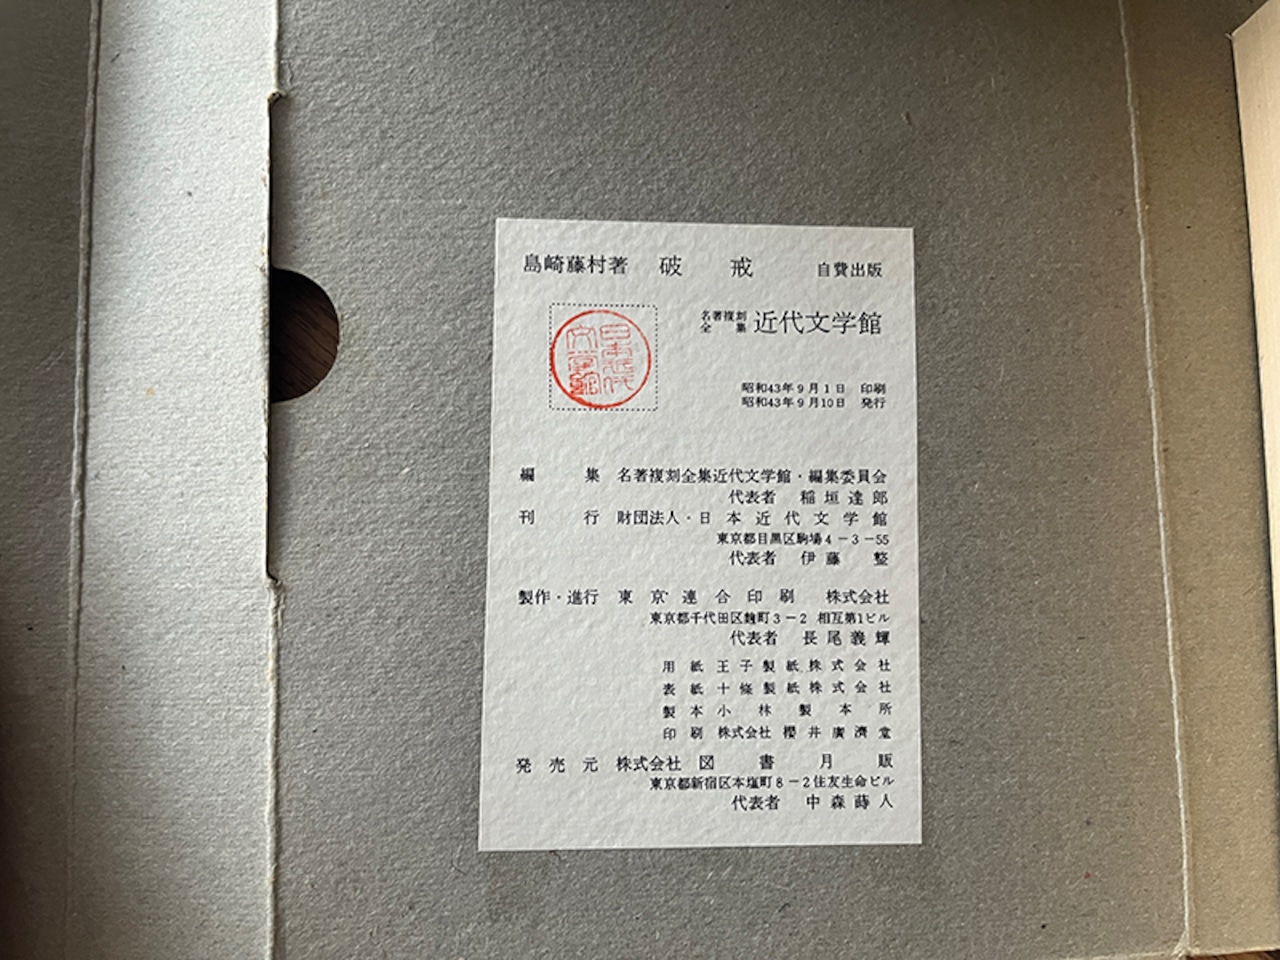 島崎藤村著 破戒 自費出版
名著複刻全集 近代文学館
日本近代文学館
昭和43年9月1日 印刷
昭和43年9月10日 発行
編集 名著複刻全集近代文学館・編集委員会
代表者 稲垣達郎
刊行 財団法人・日本近代文学館
東京都目黒区駒場4-3-55
代表者 伊藤整
製作・進行 東京連合印刷 株式会社
東京都千代田区麹町3-2 相互第1ビル
代表者 長尾義輝
用紙 王子製紙株式会社
表紙 十條製紙株式会社
製本 小林製本所
印刷 株式会社 櫻井廣濟堂
発売元 株式会社 図書月販
東京都新宿区本塩町8-2住友生命ビル
代表者 中森蒔人